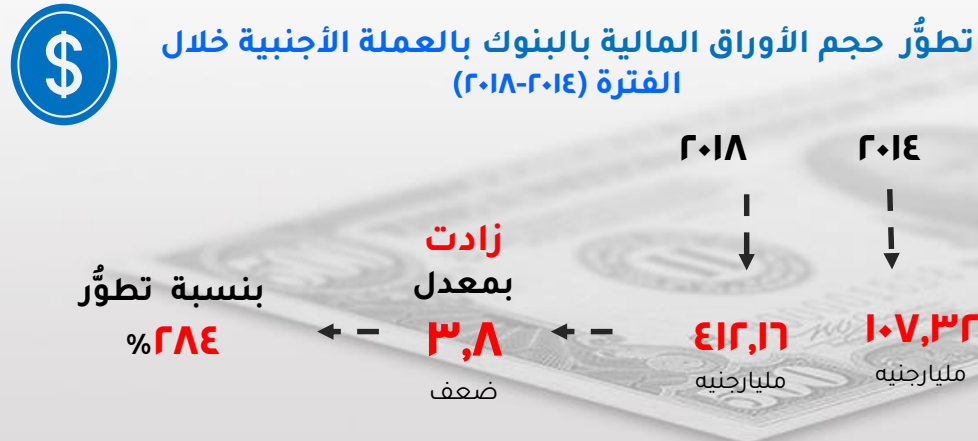 تطوُّر حجم الأوراق المالية بالبنوك بالعملة الأجنبية خلال
الفترة (٢٠١٤-٢٠١٨)
٢٠١٤
٢٠١٨
١٠٧,٣٢
مليارجنيه
٤١٢,١٦
مليارجنيه
زادت
بمعدل
٣,٨
ضعف
بنسبة تطوُّر
٢٨٤%
$